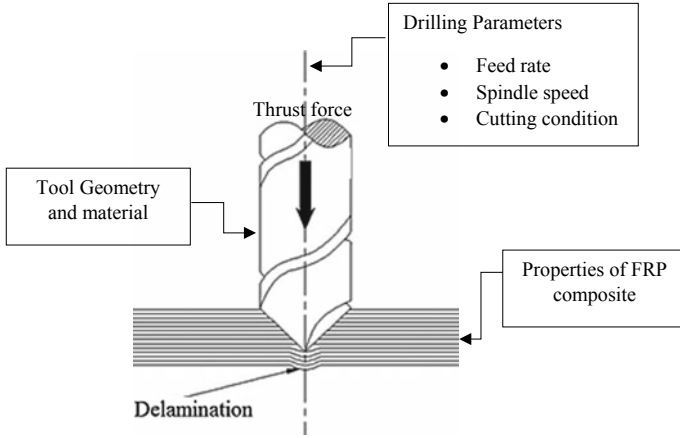 Drilling Parameters
• Feed rate
• Spindle speed
• Cutting condition
Thrust force
Tool Geometry
and material
Properties of FRP
composite
Delamination